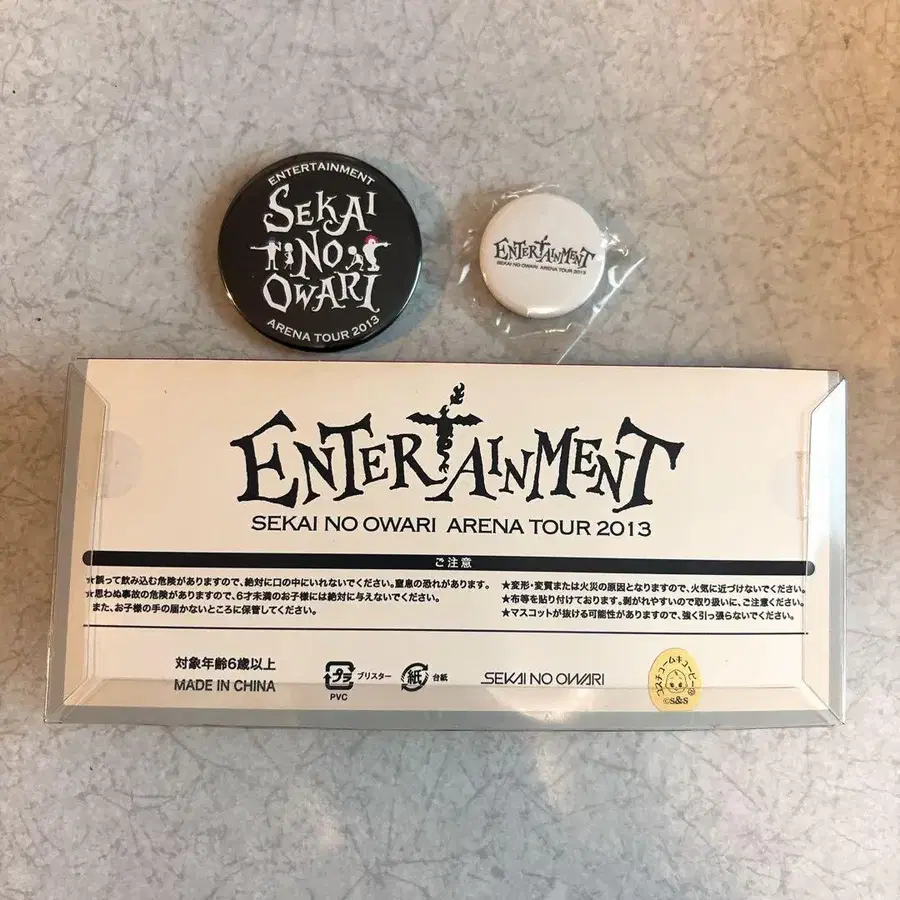 ENTERTAINMENT
SEKAI
NO
OWARI
ARENA TOUR 2013
ENTERTAINMENT
SEKAI NO OWARI ARENA TOUR 2013
ENTERTAINMENT
SEKAI NO OWARI ARENA TOUR 2013
ご注意
★誤って飲み込む危険がありますので、絶対に口の中にいれないでください。窒息の恐れがあります。
★思わぬ事故の危険がありますので、6才未満のお子様には絶対に与えないでください。
また、お子様の手の届かないところに保管してください。
★変形・変質または火災の原因となりますので、火気に近づけないでください。
★布等を貼り付けております。剥がれやすいので取り扱いに、ご注意ください。
★マスコットが抜ける可能性がありますので、強く引っ張らないでください。
対象年齢6歳以上
MADE IN CHINA
プラ ブリスター
PVC
紙 台紙
SEKAI NO OWARI
コスチュームキューピー
©S&S